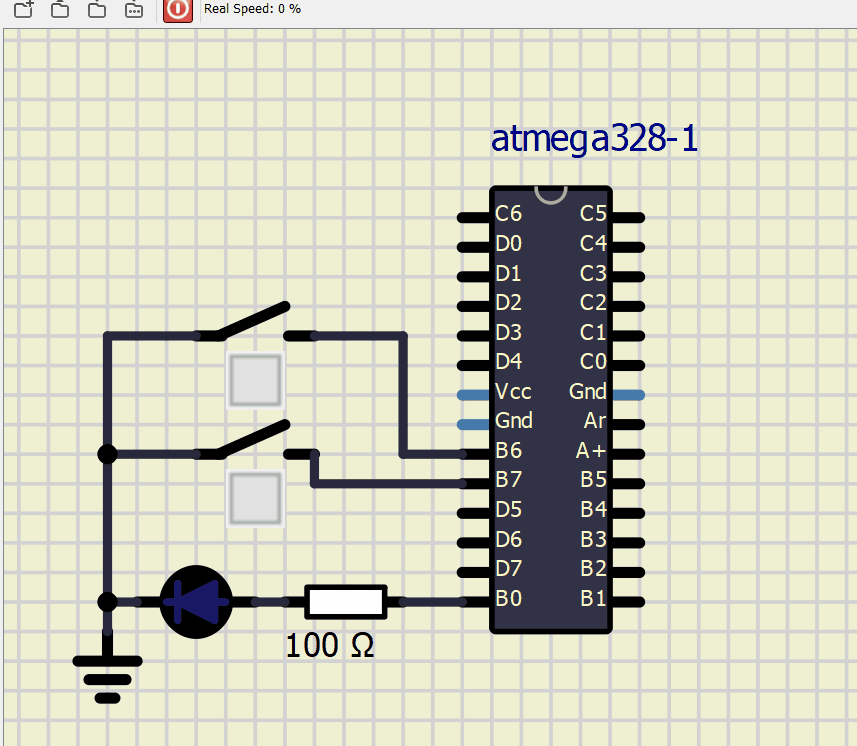 Real Speed: 0 %
atmega328-1
C6 C5
D0 C4
D1 C3
D2 C2
D3 C1
D4 C0
Vcc Gnd
Gnd Ar
B6 A+
B7 B5
D5 B4
D6 B3
D7 B2
B0 B1
100 Ω